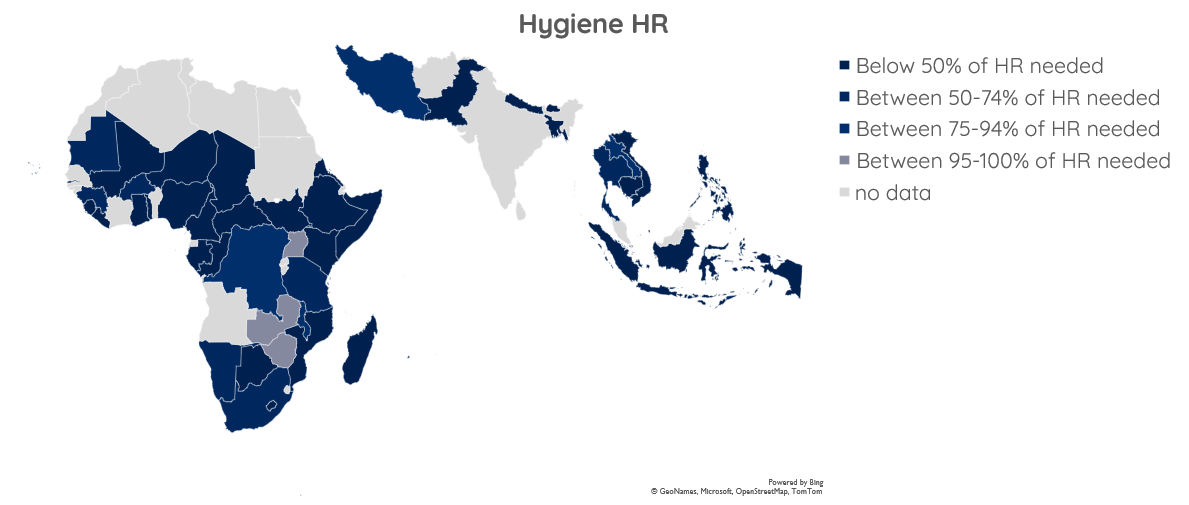 Hygiene HR
Below 50% of HR needed
Between 50-74% of HR needed
Between 75-94% of HR needed
Between 95-100% of HR needed
no data
Powered by Bing
© GeoNames, Microsoft, OpenStreetMap, TomTom